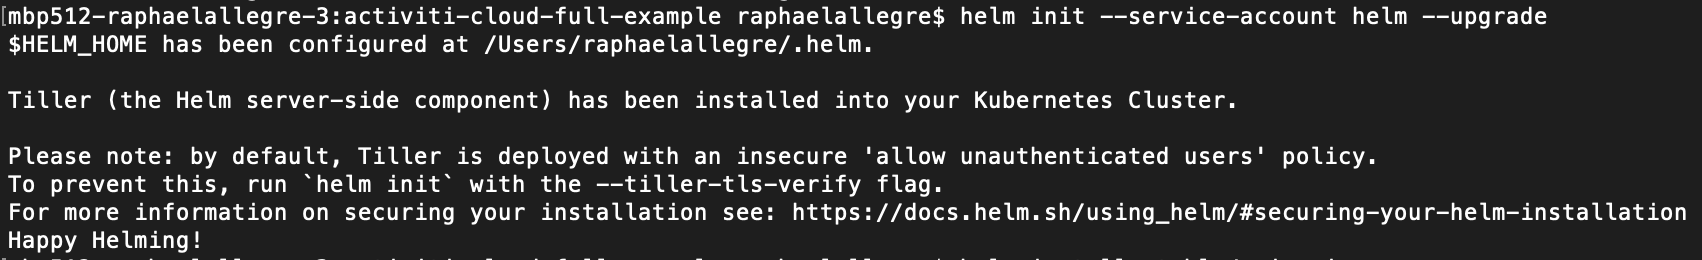 mbp512-raphaelallegre-3:activiti-cloud-full-example raphaelallegre$ helm init --service-account helm --upgrade
$HELM_HOME has been configured at /Users/raphaelallegre/.helm.
Tiller (the Helm server-side component) has been installed into your Kubernetes Cluster.
Please note: by default, Tiller is deployed with an insecure 'allow unauthenticated users' policy.
To prevent this, run `helm init` with the --tiller-tls-verify flag.
For more information on securing your installation see: https://docs.helm.sh/using_helm/#securing-your-helm-installation
Happy Helming!